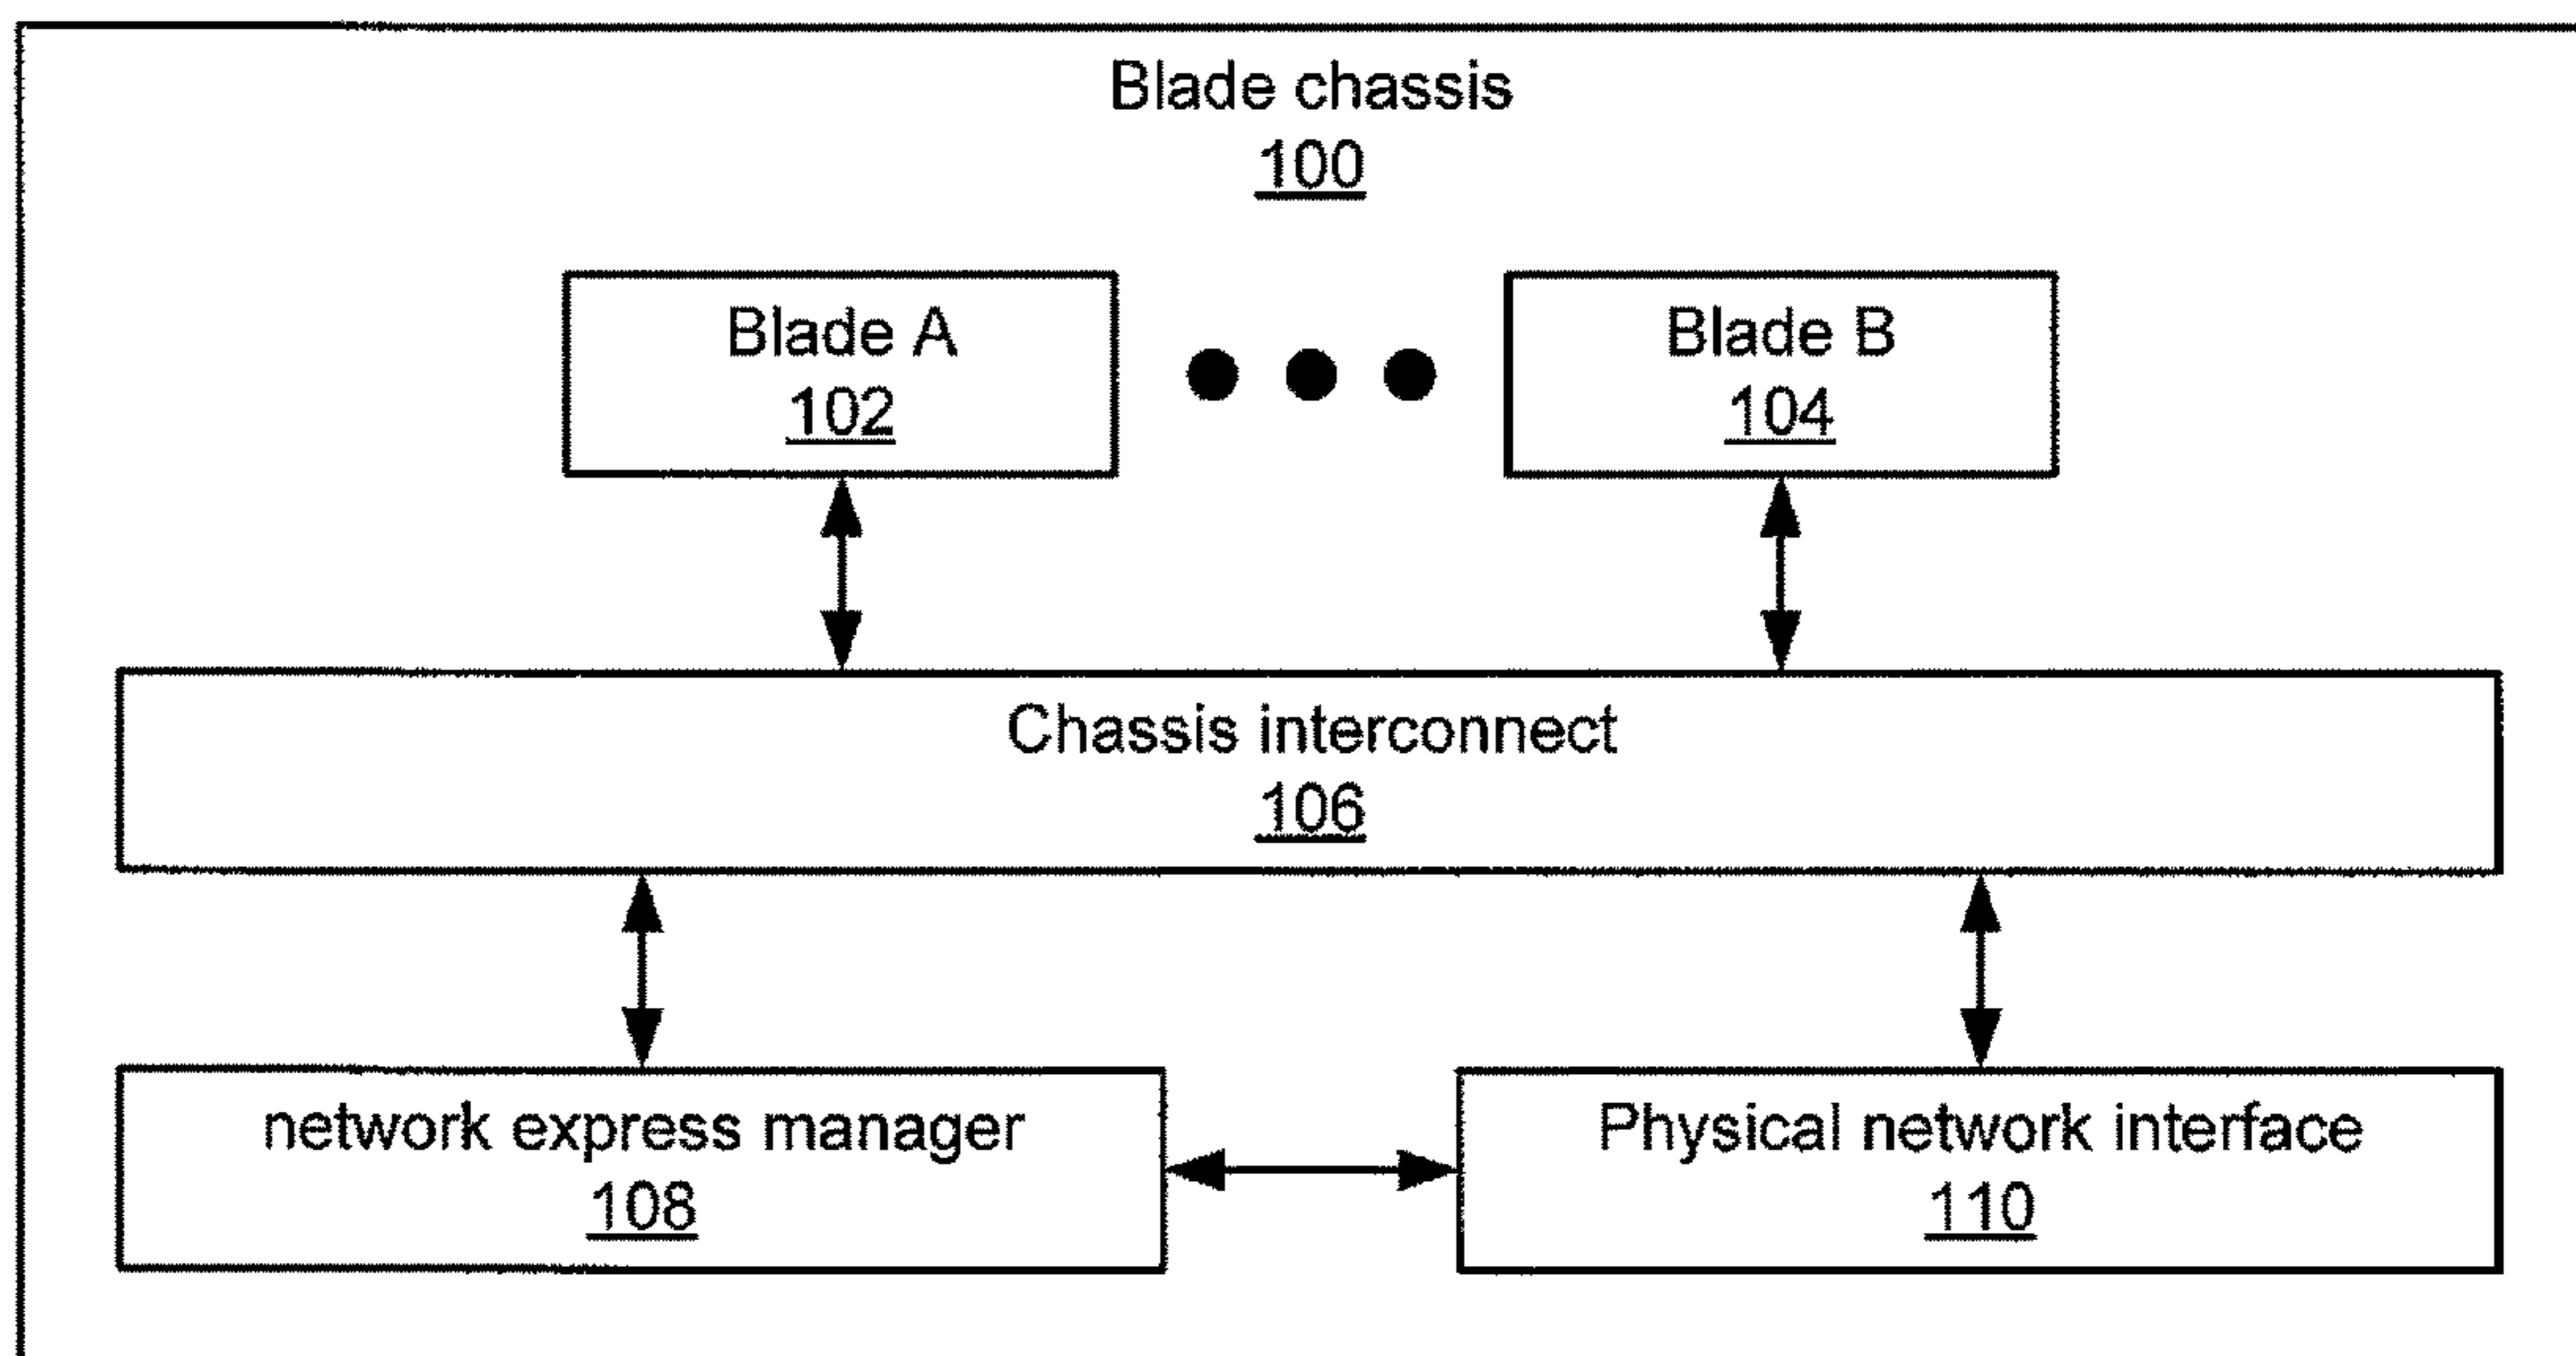 Blade chassis
100
Blade A
102
Blade B
104
Chassis interconnect
106
network express manager
108
Physical network interface
110